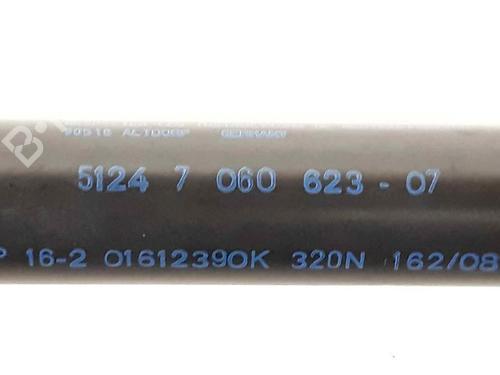 90518 ALTDORF GERMANY
5124 7 060 623-07
P 16-2 01612390K 320N 162/08